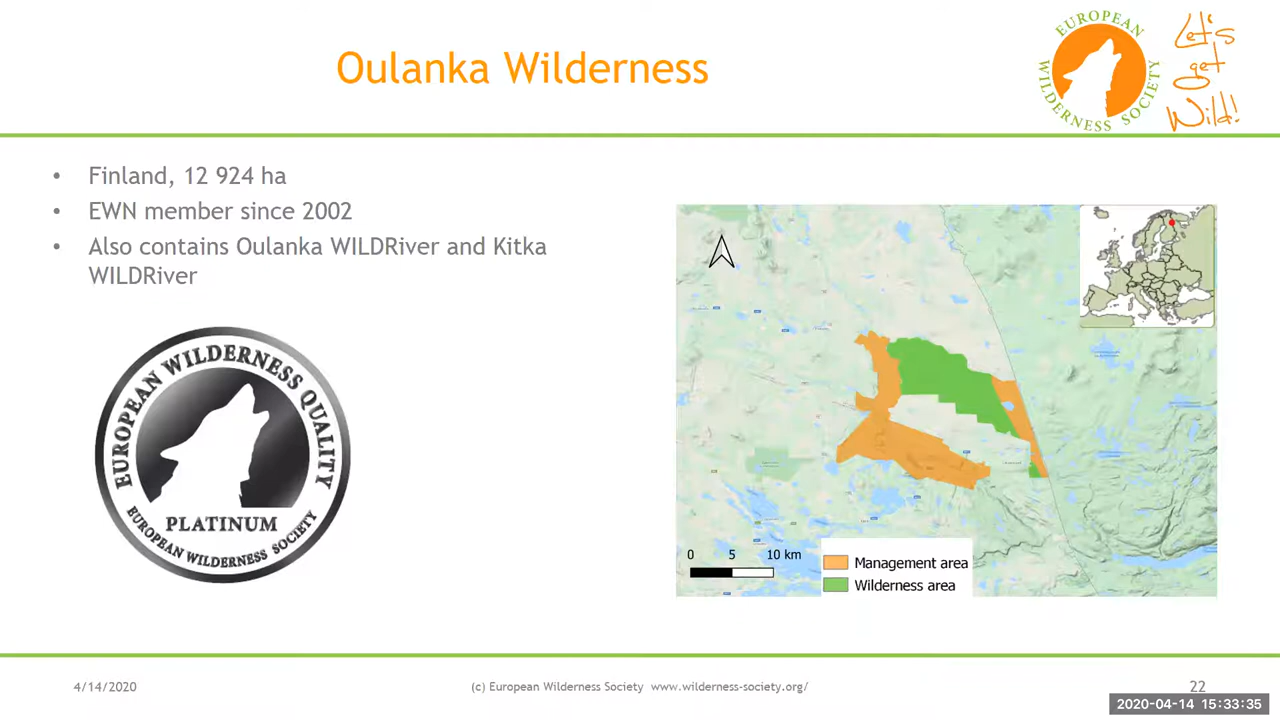 Oulanka Wilderness
EUROPEAN
WILDERNESS SOCIETY
Let's
get
Wild!
• Finland, 12 924 ha
• EWN member since 2002
• Also contains Oulanka WILDRiver and Kitka
WILDRiver
EUROPEAN WILDERNESS QUALITY
PLATINUM
EUROPEAN WILDERNESS SOCIETY
0 5 10 km
Management area
Wilderness area
4/14/2020
(c) European Wilderness Society www.wilderness-society.org/
22
2020-04-14 15:33:35